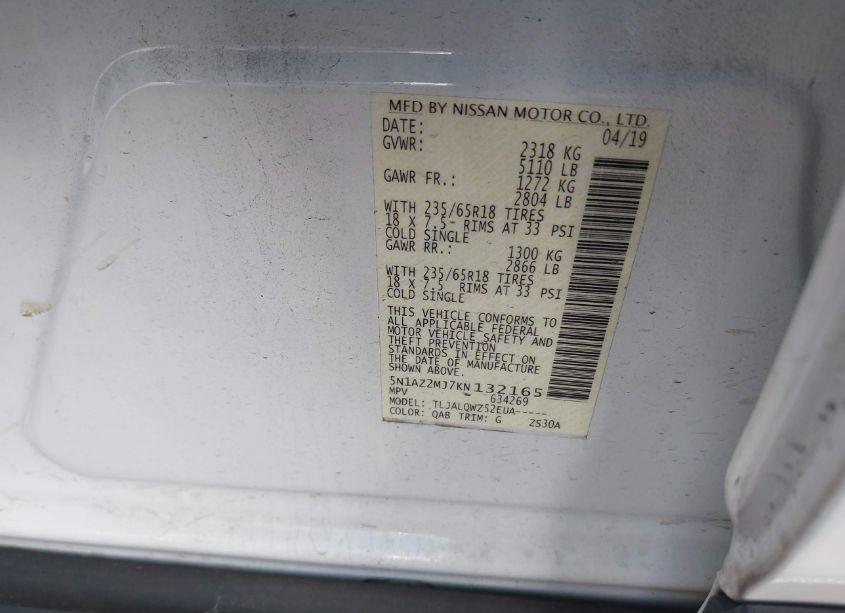 MFD BY NISSAN MOTOR CO., LTD.
DATE: 04/19
GVWR: 2318 KG
5110 LB
GAWR FR.: 1272 KG
2804 LB
WITH 235/65R18 TIRES
18 X 7.5 RIMS AT 33 PSI
COLD SINGLE
GAWR RR.: 1300 KG
2866 LB
WITH 235/65R18 TIRES
18 X 7.5 RIMS AT 33 PSI
COLD SINGLE
THIS VEHICLE CONFORMS TO
ALL APPLICABLE FEDERAL
MOTOR VEHICLE SAFETY AND
THEFT PREVENTION
STANDARDS IN EFFECT ON
THE DATE OF MANUFACTURE
SHOWN ABOVE.
5N1AZ2MJ7KN132165
MPV 634269
MODEL: TLJALQWZ52EUA-----
COLOR: QAB TRIM: G ZS30A